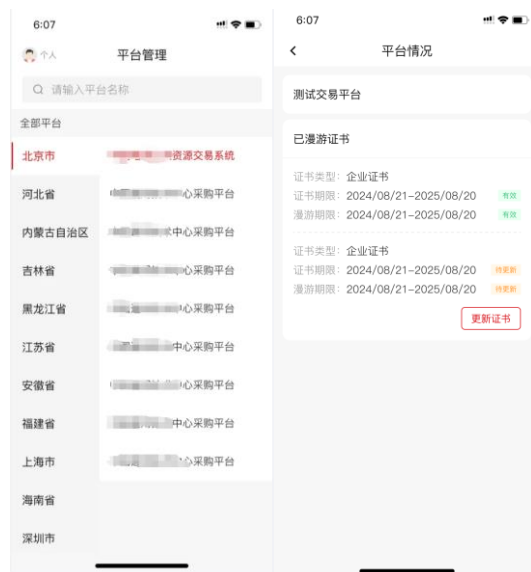 6:07
个人
平台管理
请输入平台名称
全部平台
北京市
资源交易系统
河北省
心采购平台
内蒙古自治区
中心采购平台
吉林省
心采购平台
黑龙江省
心采购平台
江苏省
中心采购平台
安徽省
心采购平台
福建省
中心采购平台
上海市
心采购平台
海南省
深圳市
6:07
平台情况
测试交易平台
已漫游证书
证书类型：企业证书
证书期限：2024/08/21-2025/08/20 有效
漫游期限：2024/08/21-2025/08/20 有效
证书类型：企业证书
证书期限：2024/08/21-2025/08/20 待更新
漫游期限：2024/08/21-2025/08/20 待更新
更新证书